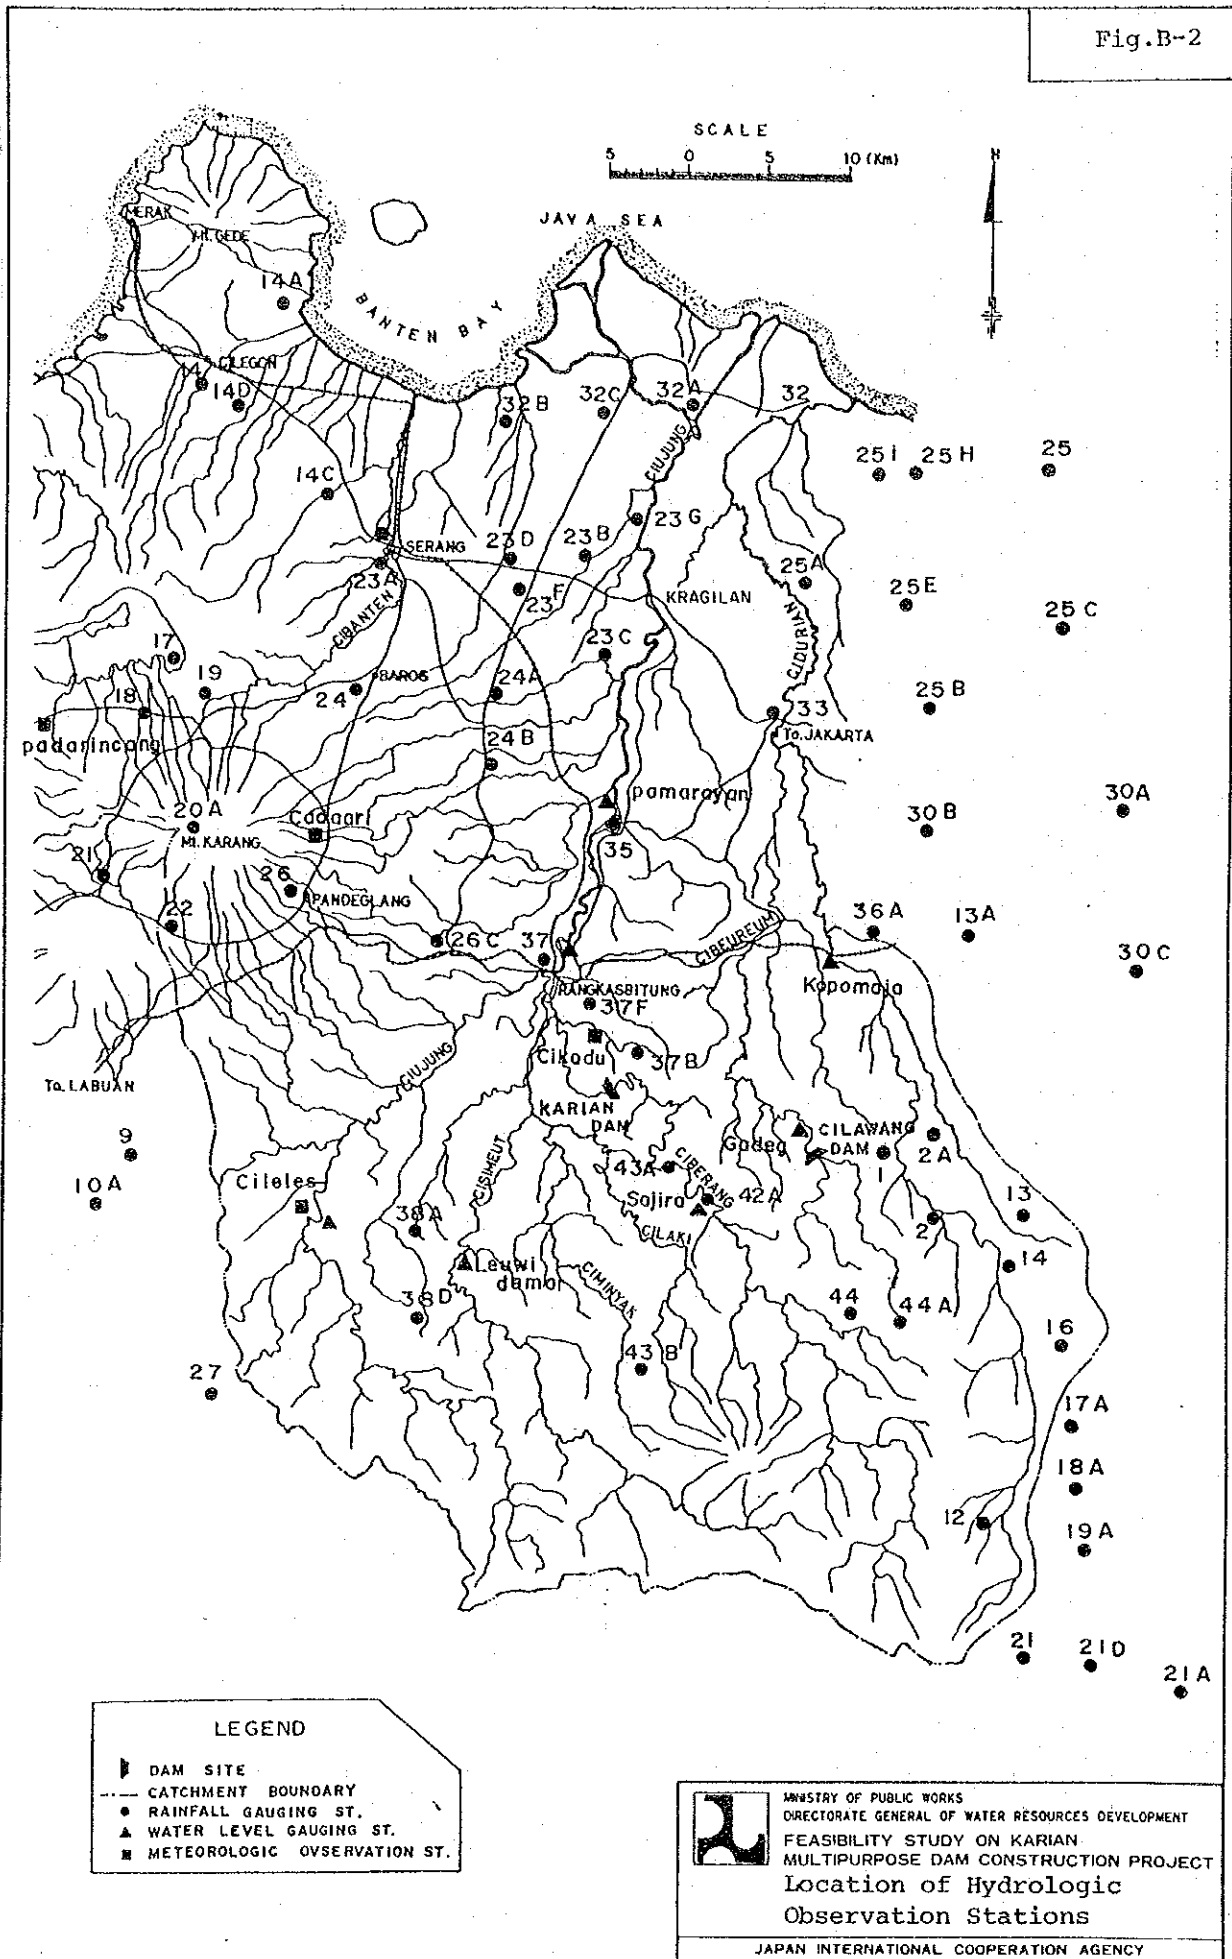 Fig.B-2
SCALE
5 0 5 10 (Km)
N
JAVA SEA
MERAK
Mt. GEDE
14A
BANTEN BAY
CILEGON
14
14D
32B
32C
32A
32
CIUJUNG
25I
25H
25
14C
23G
SERANG
23D
23B
23A
23F
25A
25E
KRAGILAN
25C
CIBANTEN
CIDURIAN
17
23C
19
BAROS
24
24A
25B
18
33
padarincang
To. JAKARTA
24B
pamarayan
30A
20A
Cadaari
30B
Mt. KARANG
35
21
26
PANDEGLANG
22
36A
13A
26C
37
CIBEUREUM
30C
RANGKASBITUNG
Kopomaja
37F
Cikadu
37B
CIUJUNG
To. LABUAN
KARIAN
DAM
9
Gadeg
CILAWANG
DAM
2A
1
CISIMEUT
43A
CIBERANG
10A
Cileles
Sajira
42A
13
38A
2
CILAKI
14
Leuwi
damar
CIMINYAK
38D
44
44A
16
43B
27
17A
18A
12
19A
21
21D
21A
LEGEND
DAM SITE
CATCHMENT BOUNDARY
RAINFALL GAUGING ST.
WATER LEVEL GAUGING ST.
METEOROLOGIC OVSERVATION ST.
MINISTRY OF PUBLIC WORKS
DIRECTORATE GENERAL OF WATER RESOURCES DEVELOPMENT
FEASIBILITY STUDY ON KARIAN
MULTIPURPOSE DAM CONSTRUCTION PROJECT
Location of Hydrologic
Observation Stations
JAPAN INTERNATIONAL COOPERATION AGENCY